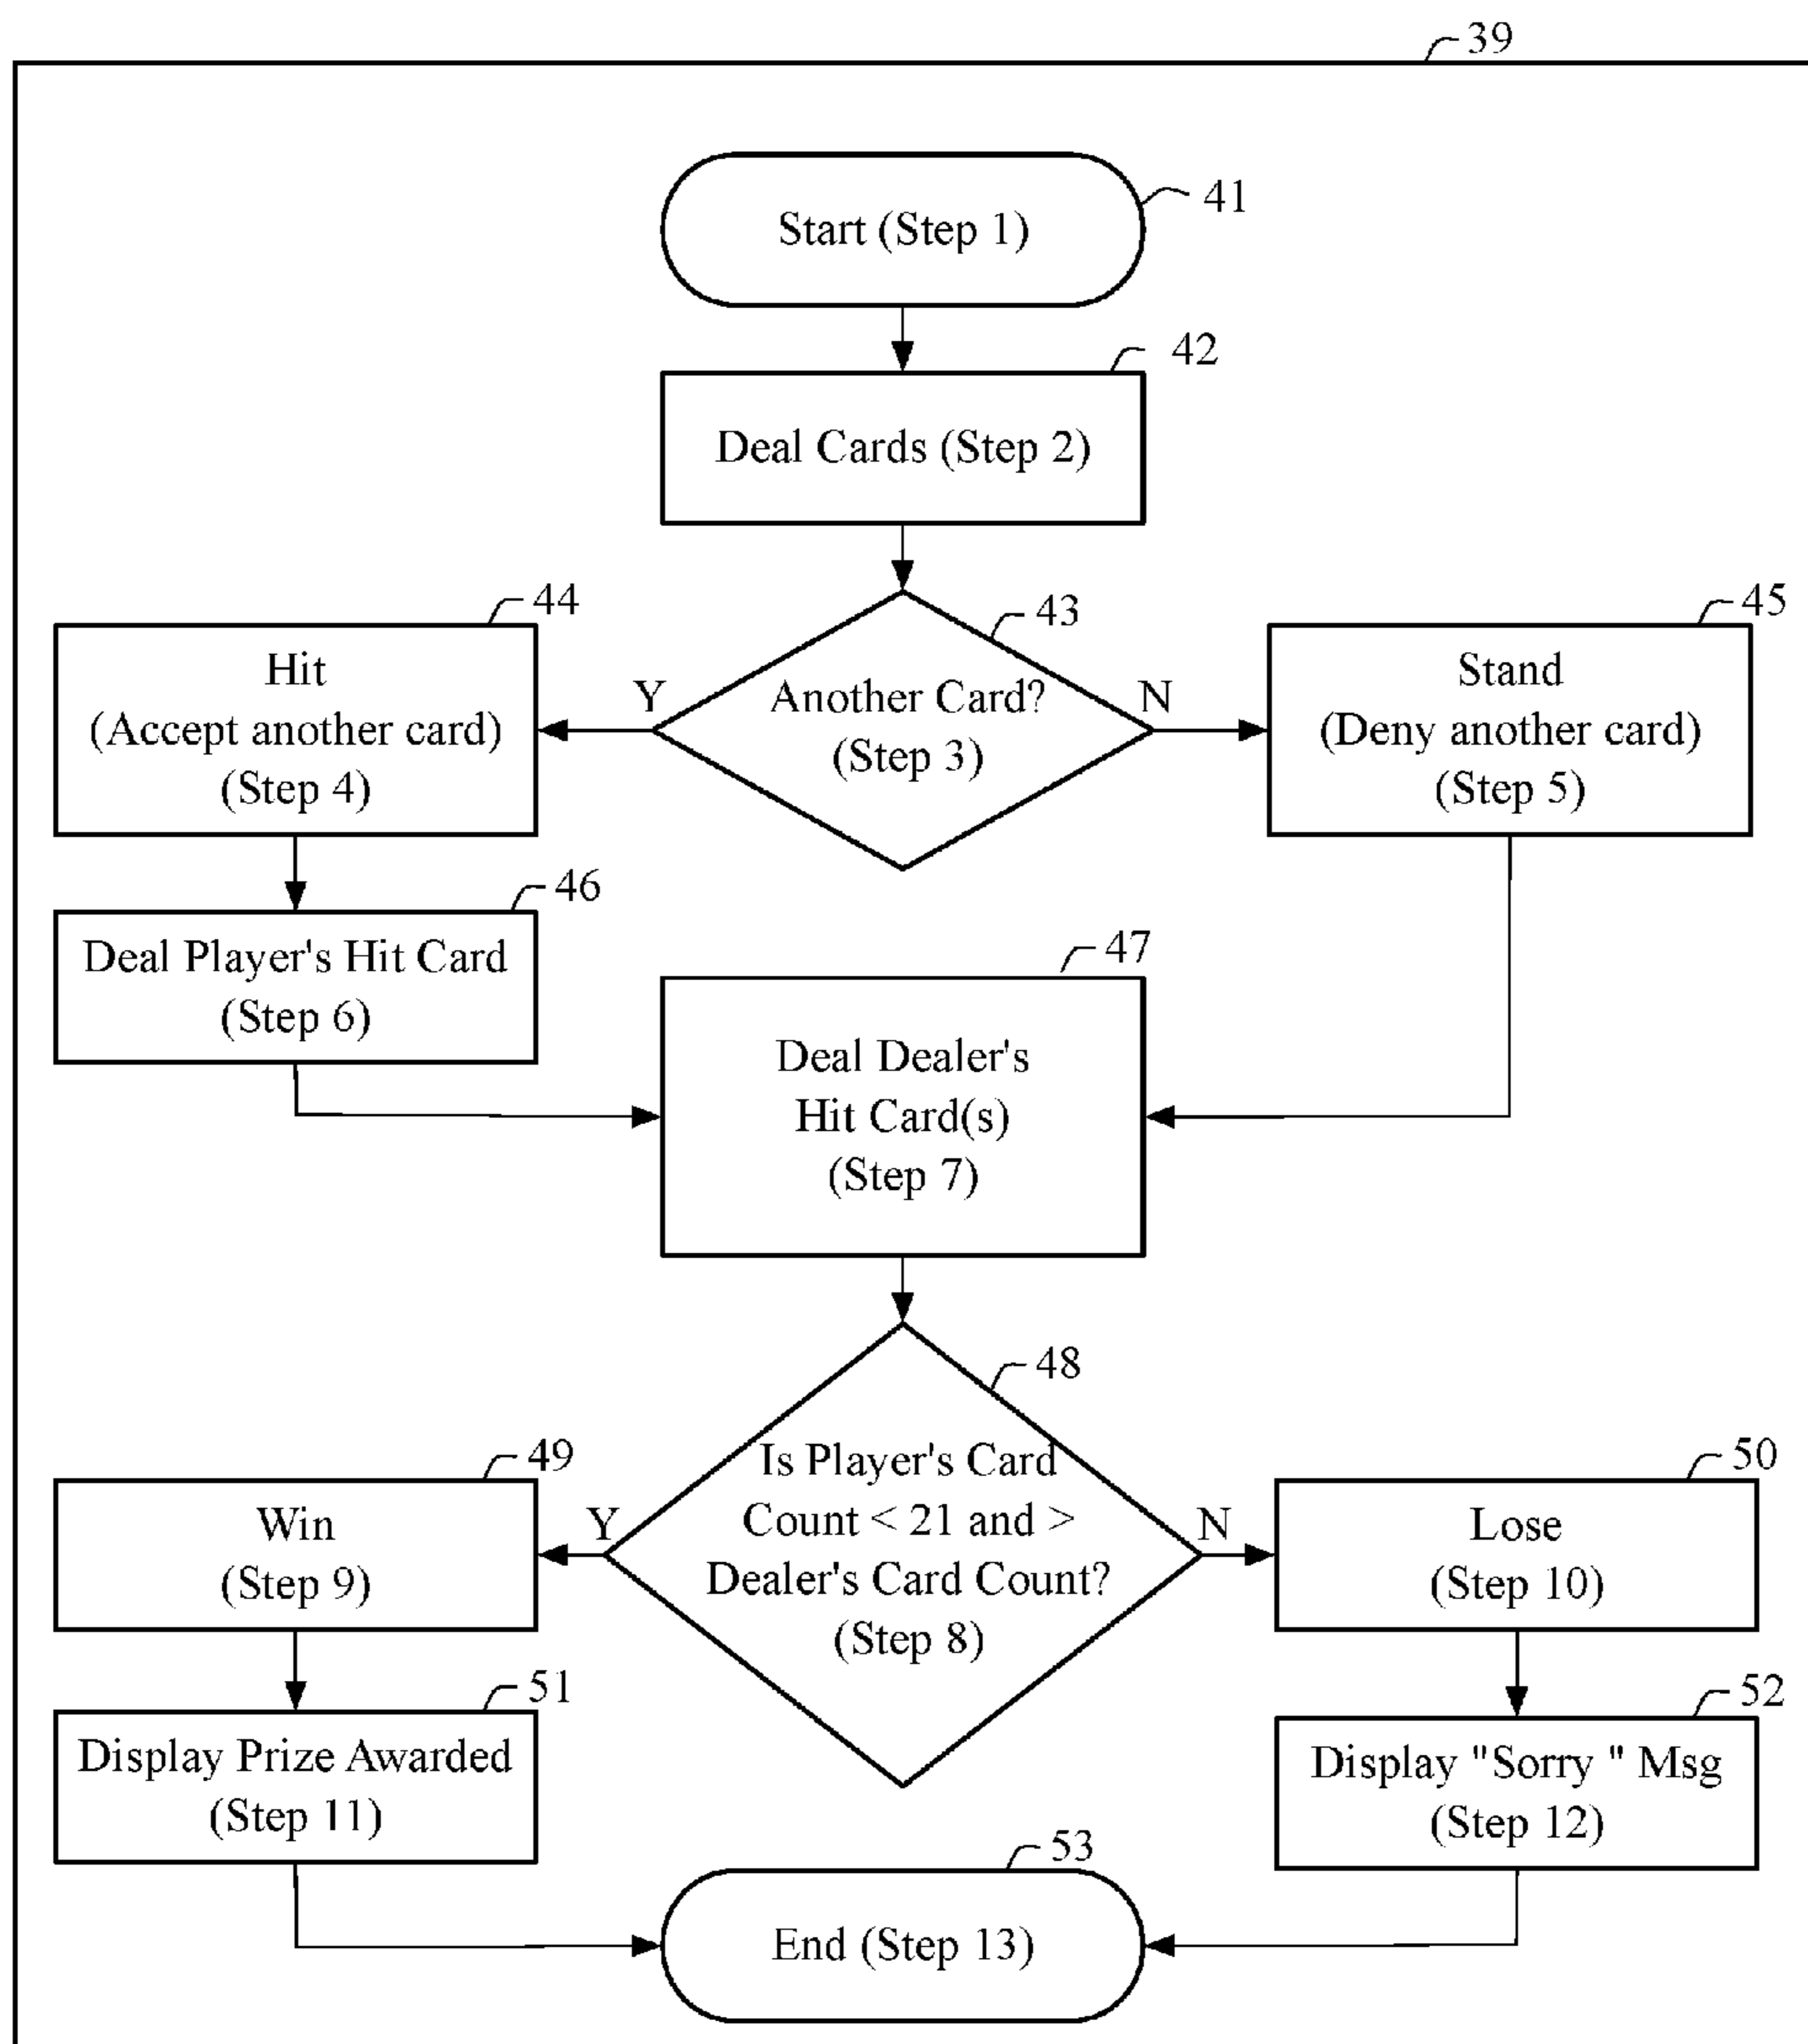 39
Start (Step 1)
41
Deal Cards (Step 2)
42
Another Card?
(Step 3)
43
Y
N
Hit
(Accept another card)
(Step 4)
44
Stand
(Deny another card)
(Step 5)
45
Deal Player's Hit Card
(Step 6)
46
Deal Dealer's
Hit Card(s)
(Step 7)
47
Is Player's Card
Count < 21 and >
Dealer's Card Count?
(Step 8)
48
Y
N
Win
(Step 9)
49
Lose
(Step 10)
50
Display Prize Awarded
(Step 11)
51
Display "Sorry " Msg
(Step 12)
52
End (Step 13)
53